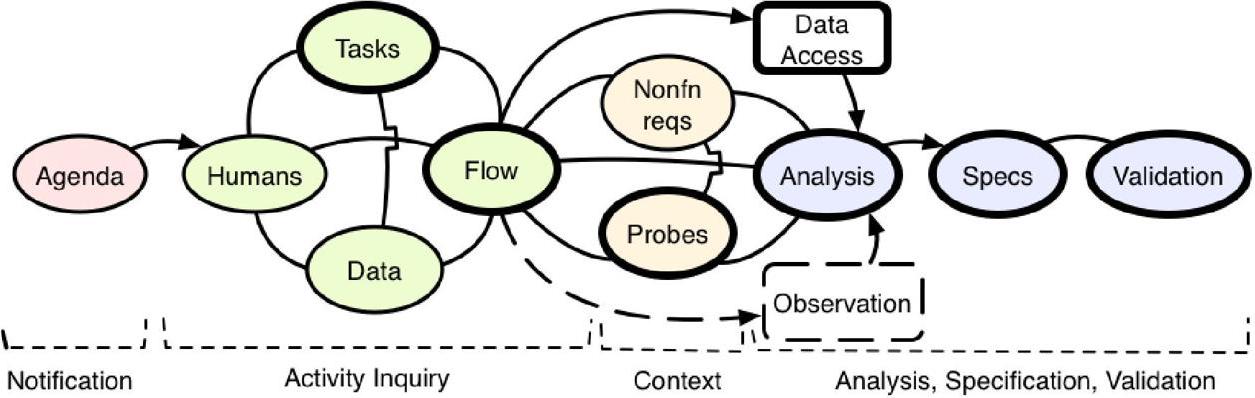 Tasks
Data
Access
Nonfn
reqs
Agenda
Humans
Flow
Analysis
Specs
Validation
Probes
Data
Observation
Notification
Activity Inquiry
Context
Analysis, Specification, Validation